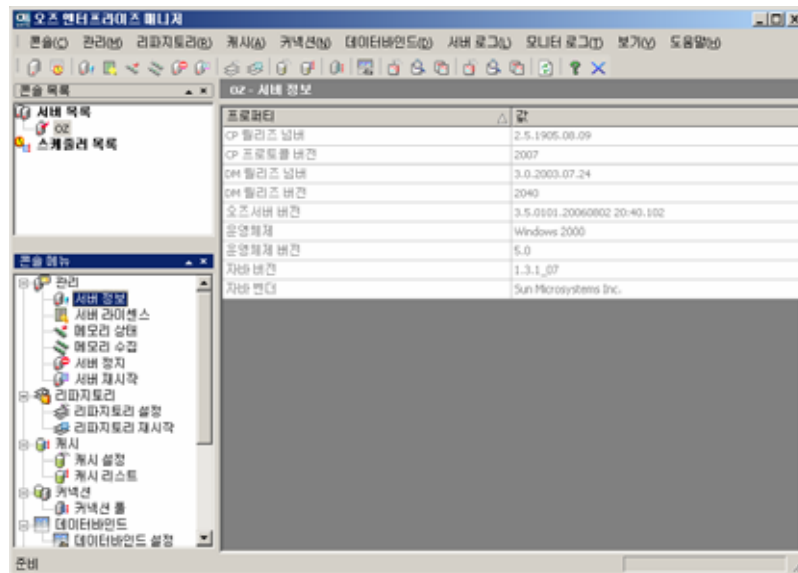 오즈 엔터프라이즈 매니저
콘솔(C) 관리(M) 리파지토리(R) 캐시(A) 커넥션(N) 데이터바인드(D) 서버 로그(L) 모니터 로그(T) 보기(V) 도움말(H)
콘솔 목록
서버 목록
oz
스케줄러 목록
콘솔 메뉴
관리
서버 정보
서버 라이센스
메모리 상태
메모리 수집
서버 정지
서버 재시작
리파지토리
리파지토리 설정
리파지토리 재시작
캐시
캐시 설정
캐시 리스트
커넥션
커넥션 풀
데이터바인드
데이터바인드 설정
oz - 서버 정보
프로퍼티 값
CP 릴리즈 넘버 2.5.1905.08.09
CP 프로토콜 버전 2007
DM 릴리즈 넘버 3.0.2003.07.24
DM 릴리즈 버전 2040
오즈서버 버전 3.5.0101.20060802 20:40.102
운영체제 Windows 2000
운영체제 버전 5.0
자바 버전 1.3.1_07
자바 벤더 Sun Microsystems Inc.
준비